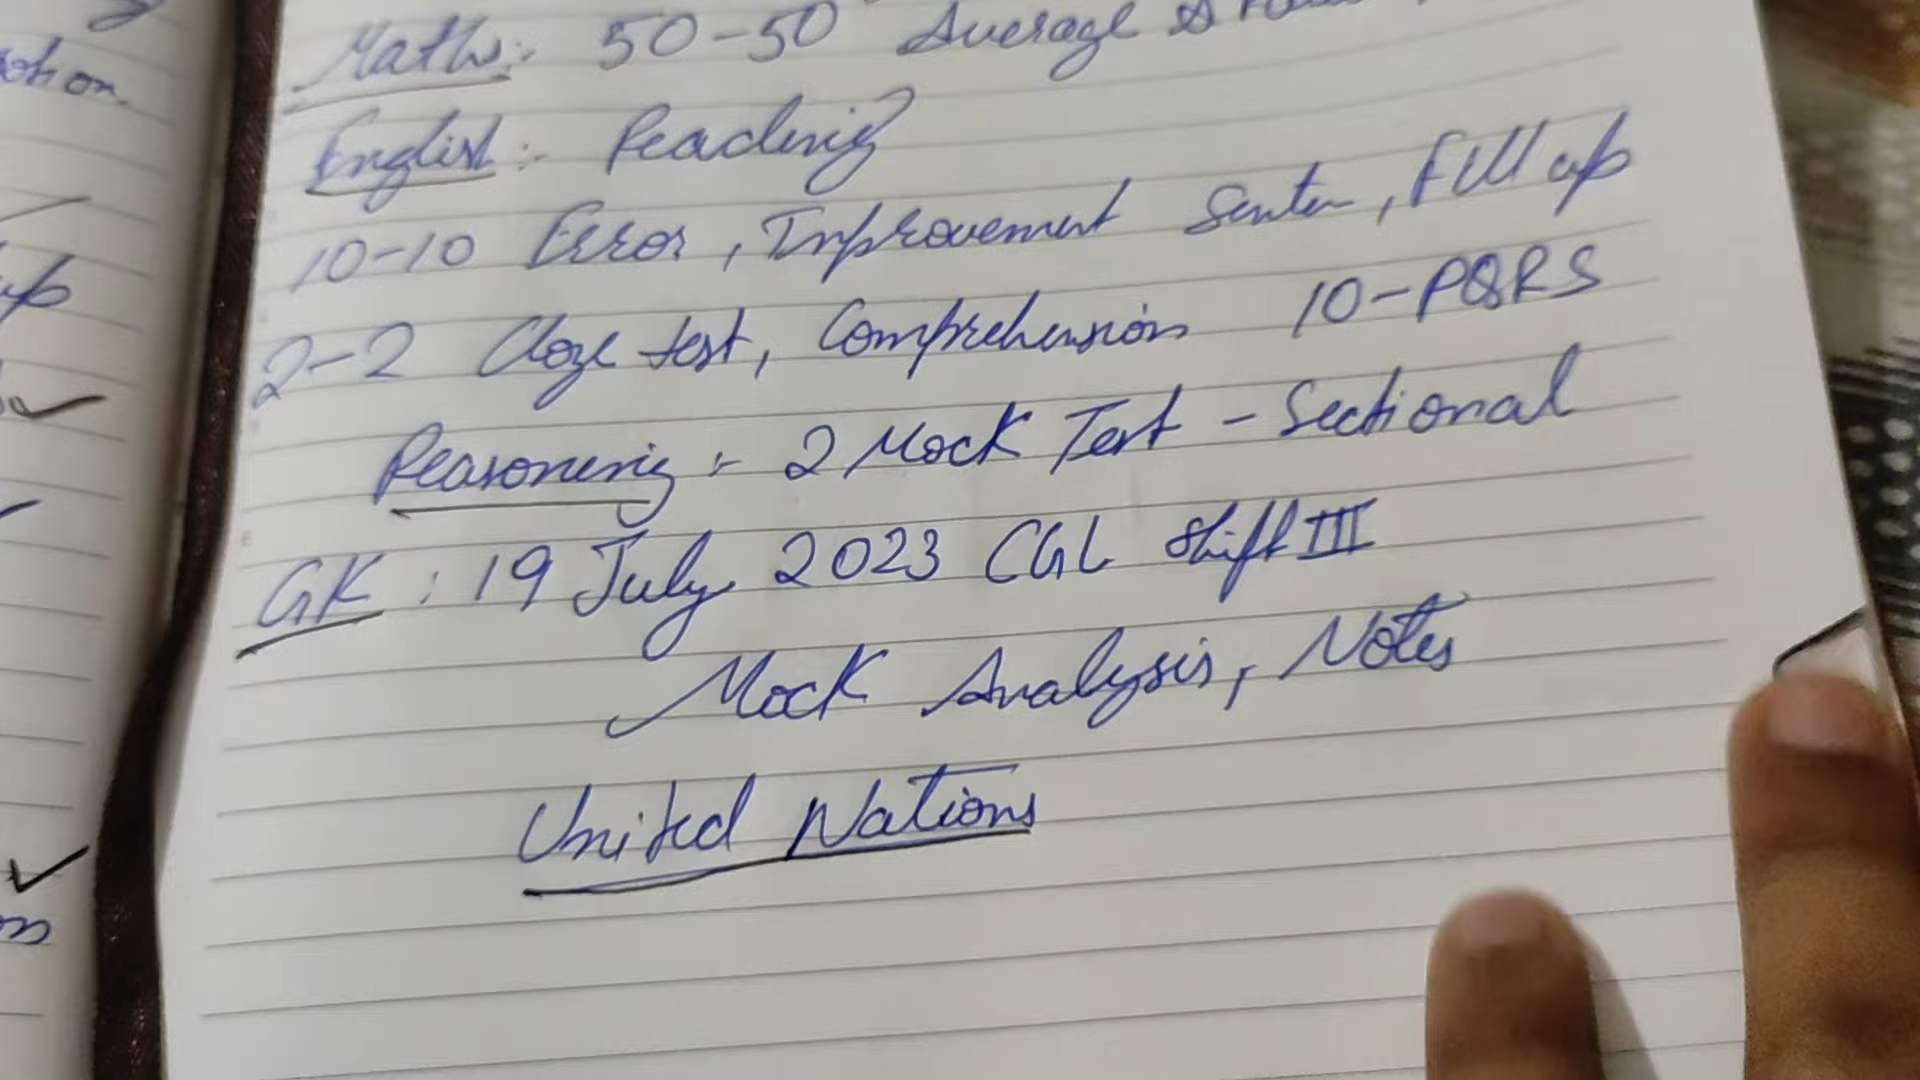 Maths:- 50-50 Average &
English:- Reading
10-10 Error, Improvement Senten, Fill up
2-2 Cloze test, Comprehension 10-PQRS
Reasoning:- 2 Mock Test - Sectional
GK: 19 July 2023 CGL Shift III
Mock Analysis, Notes
United Nations